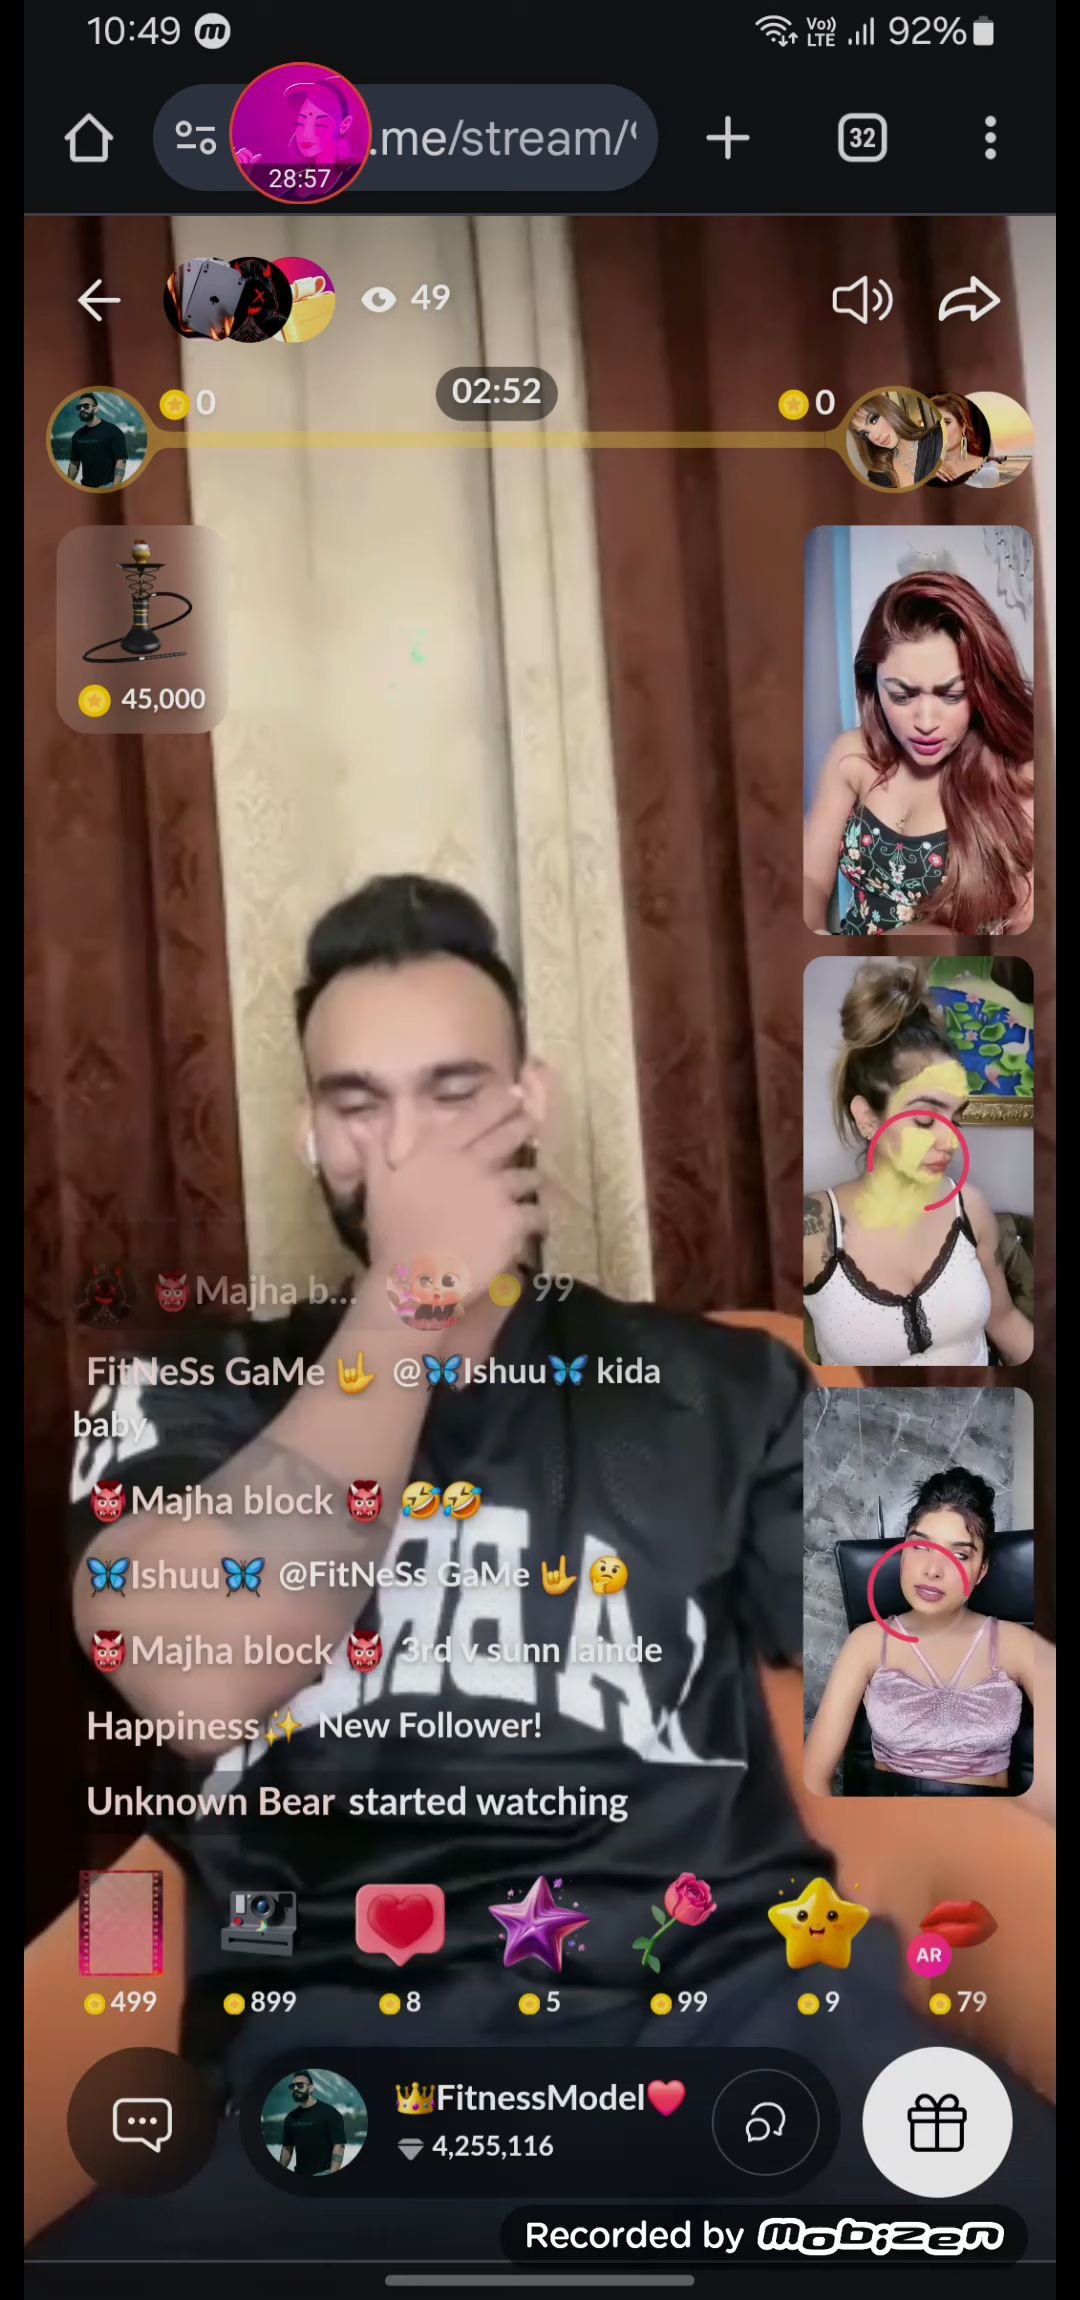 10:49
Vo)) LTE
92%
28:57
.me/stream/
32
49
0
02:52
0
45,000
Majha b... 99
FitNeSs GaMe 🤟 @🦋Ishuu🦋 kida
baby
👹Majha block👹 🤣🤣
🦋Ishuu🦋 @FitNeSs GaMe 🤟 🤔
👹Majha block👹 3rd v sunn lainde
Happiness✨ New Follower!
Unknown Bear started watching
AR
499
899
8
5
99
9
79
👑FitnessModel❤️
4,255,116
Recorded by mobizen